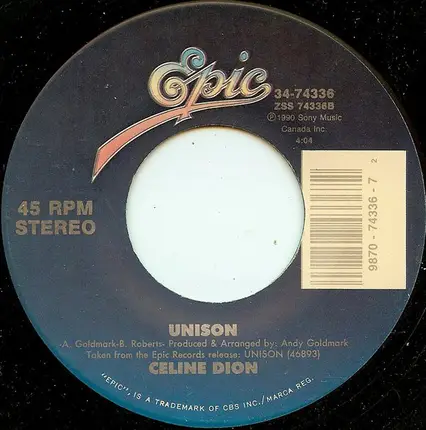 Epic
34-74336
ZSS 74336B
℗1990 Sony Music
Canada Inc.
4:04
45 RPM
STEREO
9870 - 74336 - 7
2
UNISON
-A. Goldmark-B. Roberts- Produced & Arranged by: Andy Goldmark
Taken from the Epic Records release: UNISON (46893)
CELINE DION
"EPIC", IS A TRADEMARK OF CBS INC./MARCA REG.